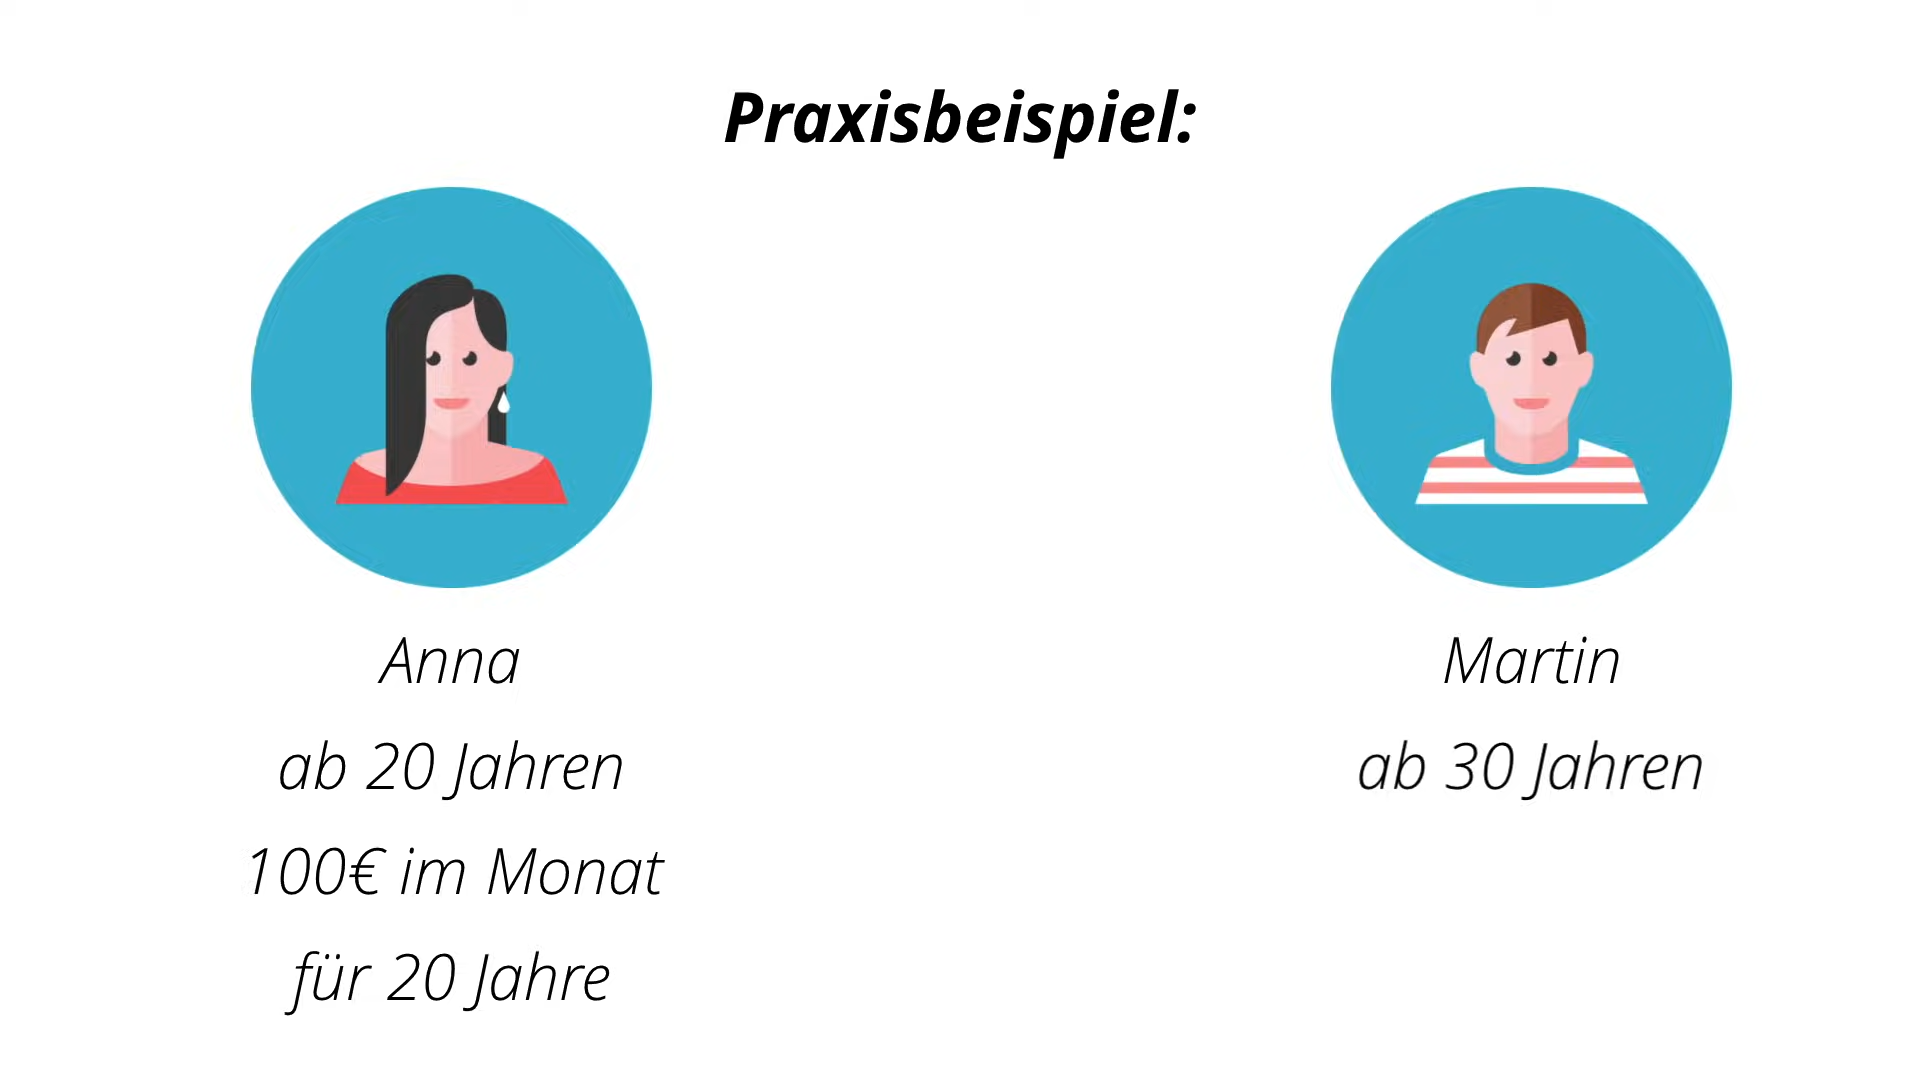 Praxisbeispiel:
Anna
ab 20 Jahren
100€ im Monat
für 20 Jahre
Martin
ab 30 Jahren